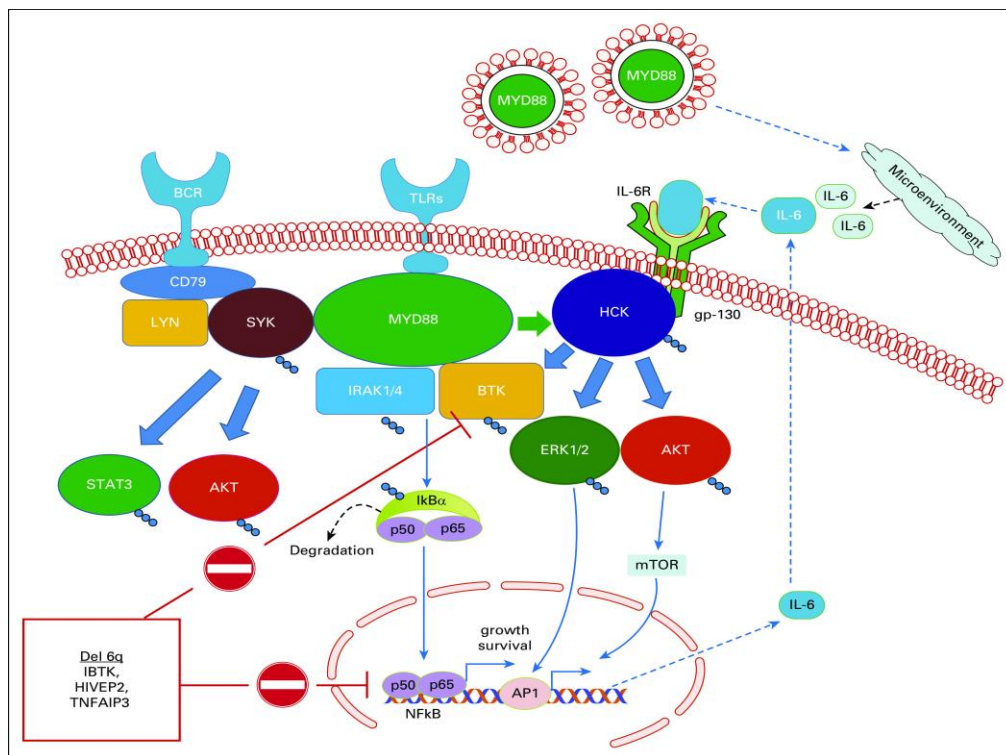 MYD88
MYD88
BCR
TLRs
IL-6R
IL-6
IL-6
IL-6
Microenvironment
CD79
LYN
SYK
MYD88
HCK
gp-130
IRAK1/4
BTK
STAT3
AKT
ERK1/2
AKT
IkBα
p50
p65
Degradation
mTOR
IL-6
growth
survival
Del 6q
IBTK,
HIVEP2,
TNFAIP3
p50
p65
AP1
NFkB